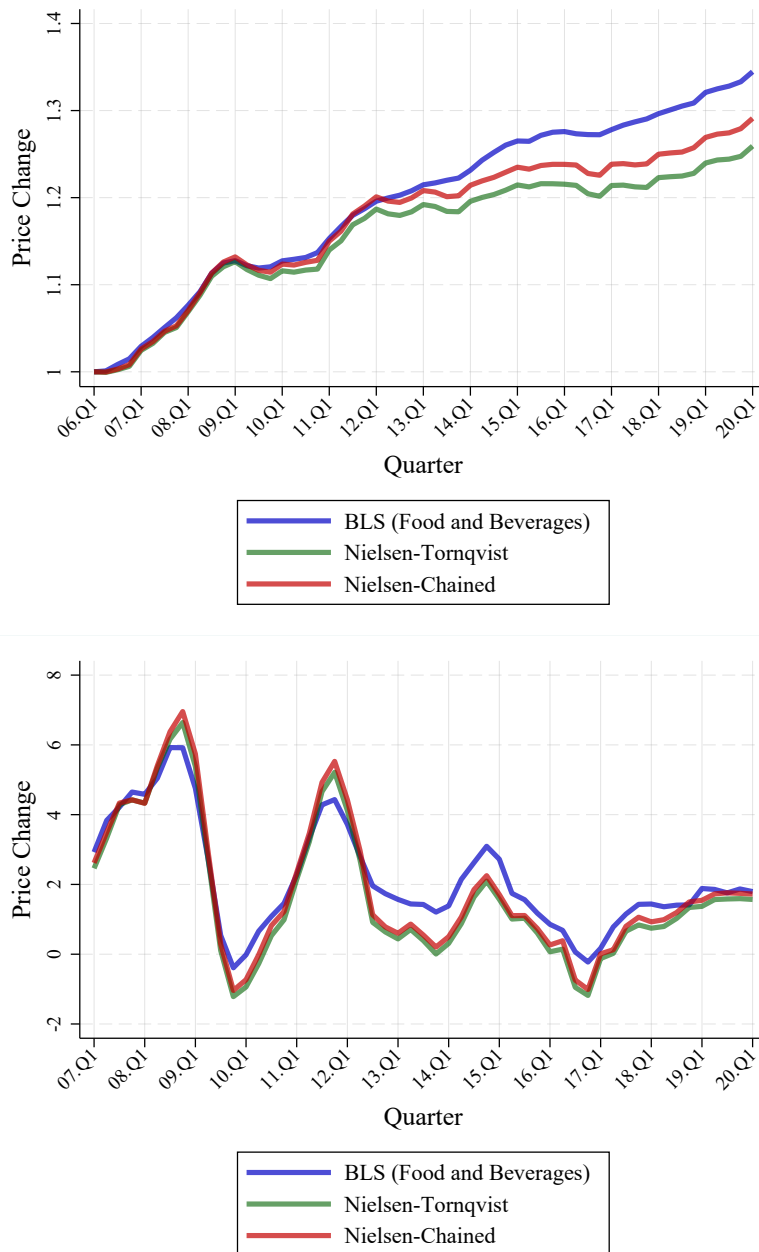 Price Change
1.4
1.3
1.2
1.1
1
06.Q1 07.Q1 08.Q1 09.Q1 10.Q1 11.Q1 12.Q1 13.Q1 14.Q1 15.Q1 16.Q1 17.Q1 18.Q1 19.Q1 20.Q1
Quarter
BLS (Food and Beverages)
Nielsen-Tornqvist
Nielsen-Chained
Price Change
8
6
4
2
0
-2
07.Q1 08.Q1 09.Q1 10.Q1 11.Q1 12.Q1 13.Q1 14.Q1 15.Q1 16.Q1 17.Q1 18.Q1 19.Q1 20.Q1
Quarter
BLS (Food and Beverages)
Nielsen-Tornqvist
Nielsen-Chained